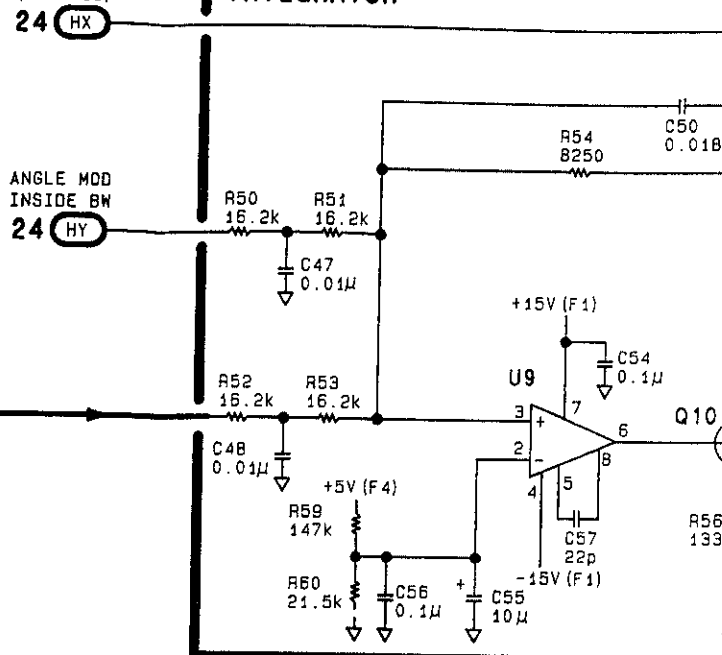 24 HX
C50
0.018
R54
8250
ANGLE MOD
INSIDE BW
24 HY
R50
16.2k
R51
16.2k
C47
0.01µ
+15V (F1)
C54
0.1µ
U9
7
R52
16.2k
R53
16.2k
3 +
2 -
6
Q10
C48
0.01µ
4 5 8
+5V (F4)
R59
147k
C57
22p
-15V (F1)
R56
133
R60
21.5k
C56
0.1µ
+
C55
10µ